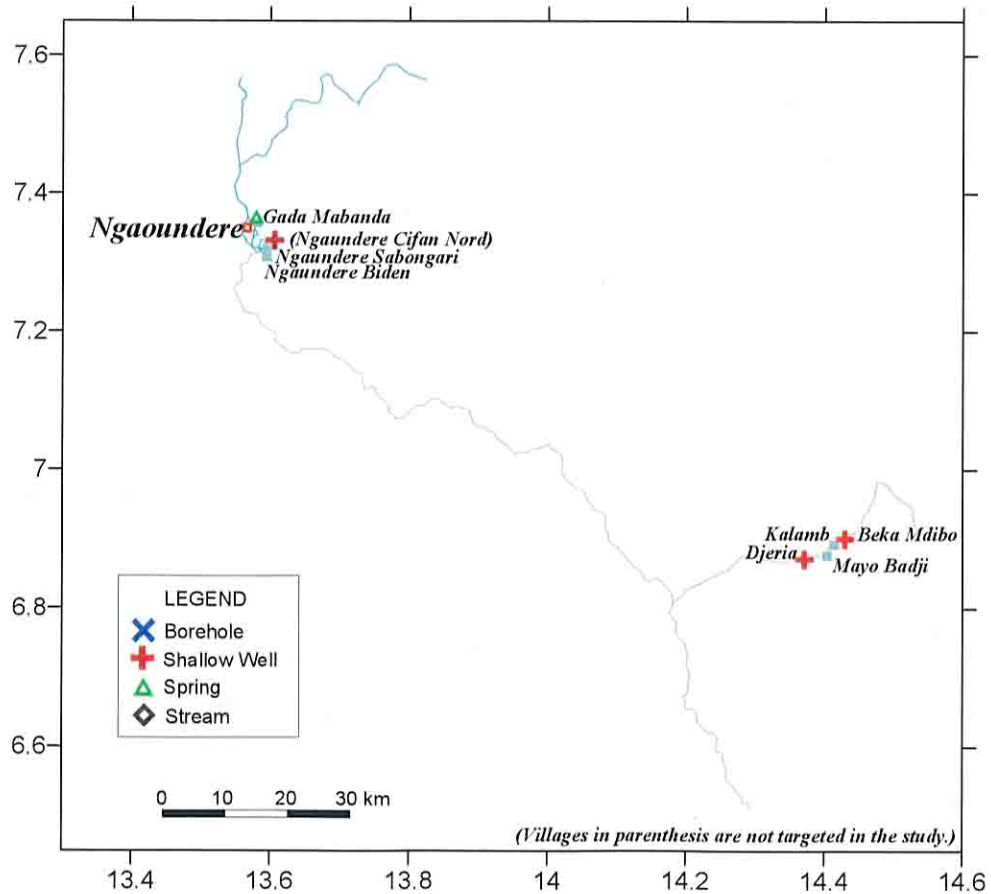 7.6
7.4
Gada Mabanda
Ngaoundere
(Ngaundere Cifan Nord)
Ngaundere Sabongari
Ngaundere Biden
7.2
7
Kalamb
Beka Mdibo
Djeria
Mayo Badji
6.8
LEGEND
Borehole
Shallow Well
Spring
Stream
6.6
0 10 20 30 km
(Villages in parenthesis are not targeted in the study.)
13.4 13.6 13.8 14 14.2 14.4 14.6